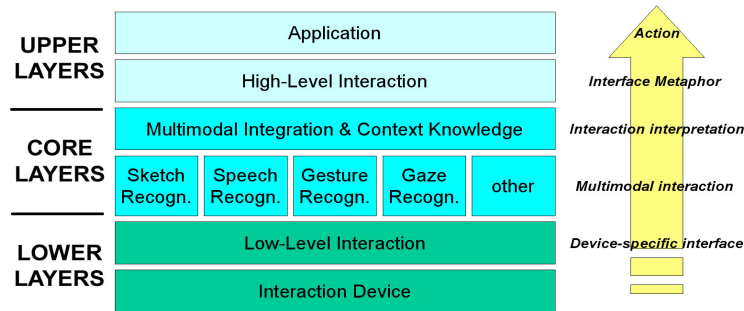 UPPER
LAYERS
Application
Action
High-Level Interaction
Interface Metaphor
CORE
LAYERS
Multimodal Integration & Context Knowledge
Interaction interpretation
Sketch
Recogn.
Speech
Recogn.
Gesture
Recogn.
Gaze
Recogn.
other
Multimodal interaction
LOWER
LAYERS
Low-Level Interaction
Device-specific interface
Interaction Device